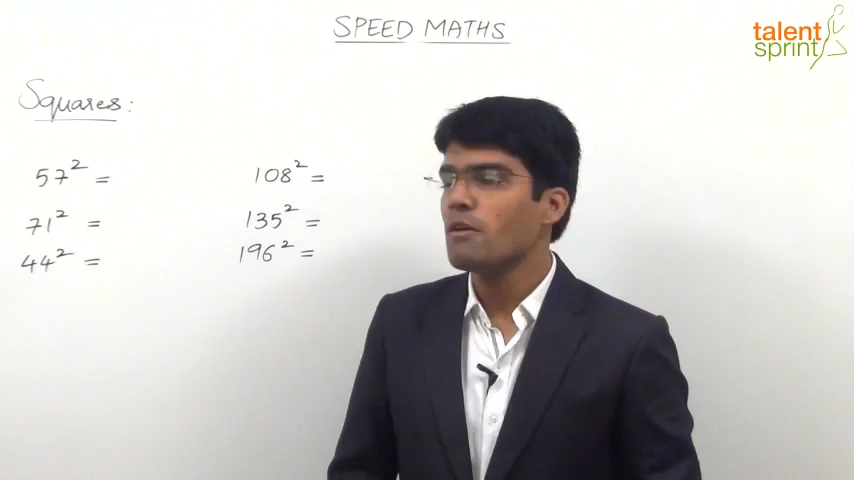 SPEED MATHS
talent
sprint
Squares:
57² =
108² =
71² =
135² =
44² =
196² =